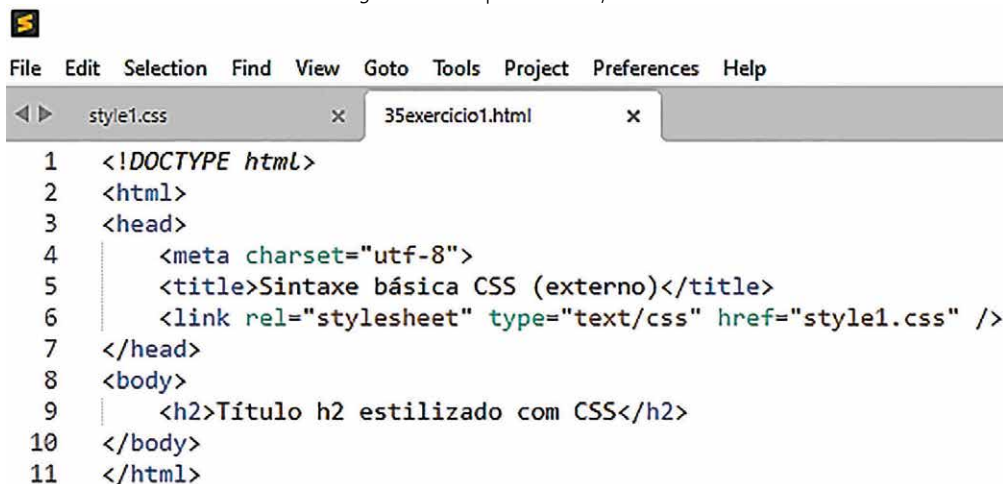 File Edit Selection Find View Goto Tools Project Preferences Help
style1.css × 35exercicio1.html ×
1 <!DOCTYPE html>
2 <html>
3 <head>
4 <meta charset="utf-8">
5 <title>Sintaxe básica CSS (externo)</title>
6 <link rel="stylesheet" type="text/css" href="style1.css" />
7 </head>
8 <body>
9 <h2>Título h2 estilizado com CSS</h2>
10 </body>
11 </html>